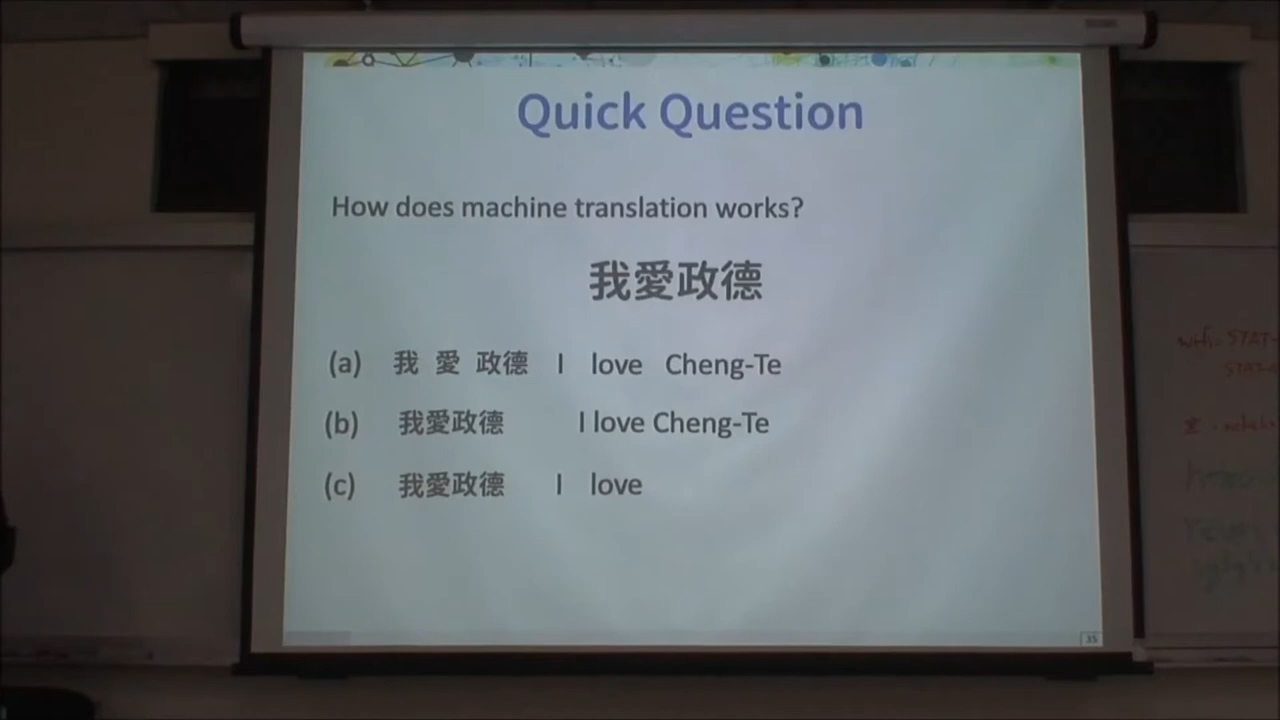 Quick Question
How does machine translation works?
我愛政德
(a) 我 愛 政德 I love Cheng-Te
(b) 我愛政德 I love Cheng-Te
(c) 我愛政德 I love
35